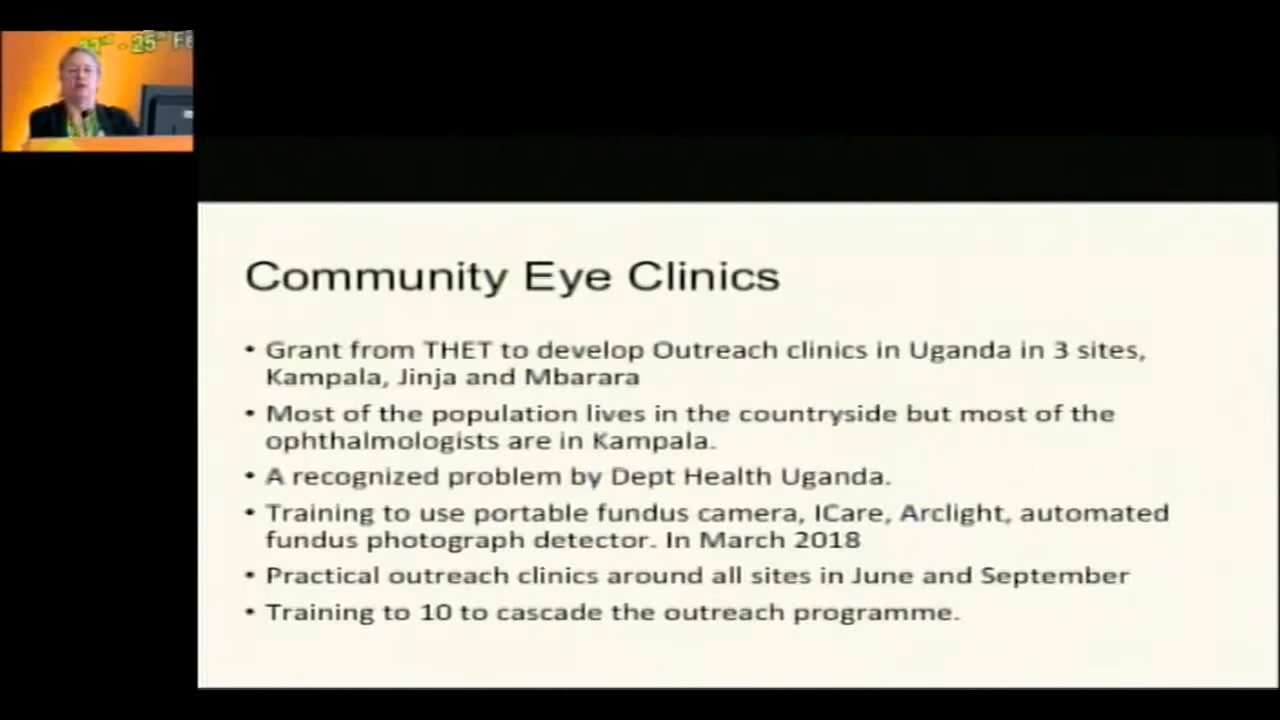 25th Fe
Community Eye Clinics
• Grant from THET to develop Outreach clinics in Uganda in 3 sites,
Kampala, Jinja and Mbarara
• Most of the population lives in the countryside but most of the
ophthalmologists are in Kampala.
• A recognized problem by Dept Health Uganda.
• Training to use portable fundus camera, ICare, Arclight, automated
fundus photograph detector. In March 2018
• Practical outreach clinics around all sites in June and September
• Training to 10 to cascade the outreach programme.